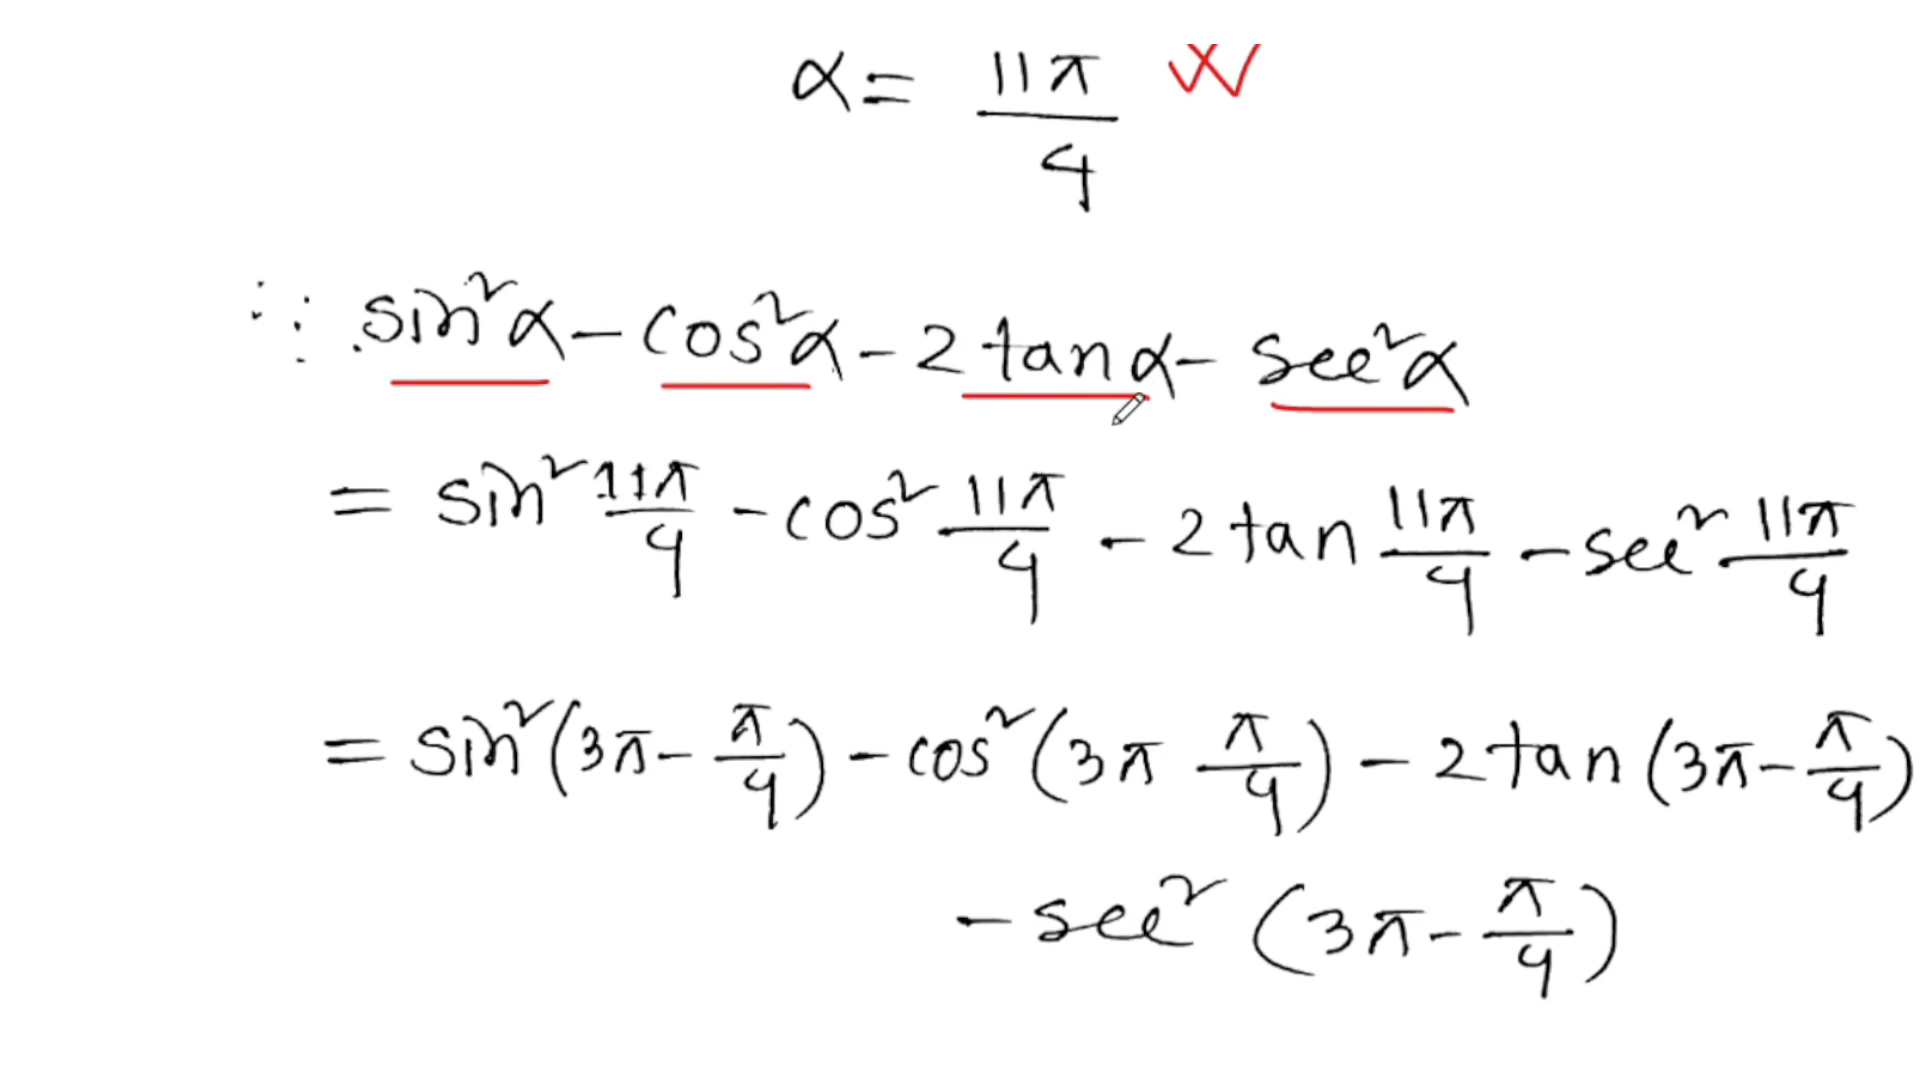 α = 11π/4
∴ sin²α - cos²α - 2 tan α - sec²α
= sin² 11π/4 - cos² 11π/4 - 2 tan 11π/4 - sec² 11π/4
= sin² (3π - π/4) - cos² (3π π/4) - 2 tan (3π - π/4)
- sec² (3π - π/4)